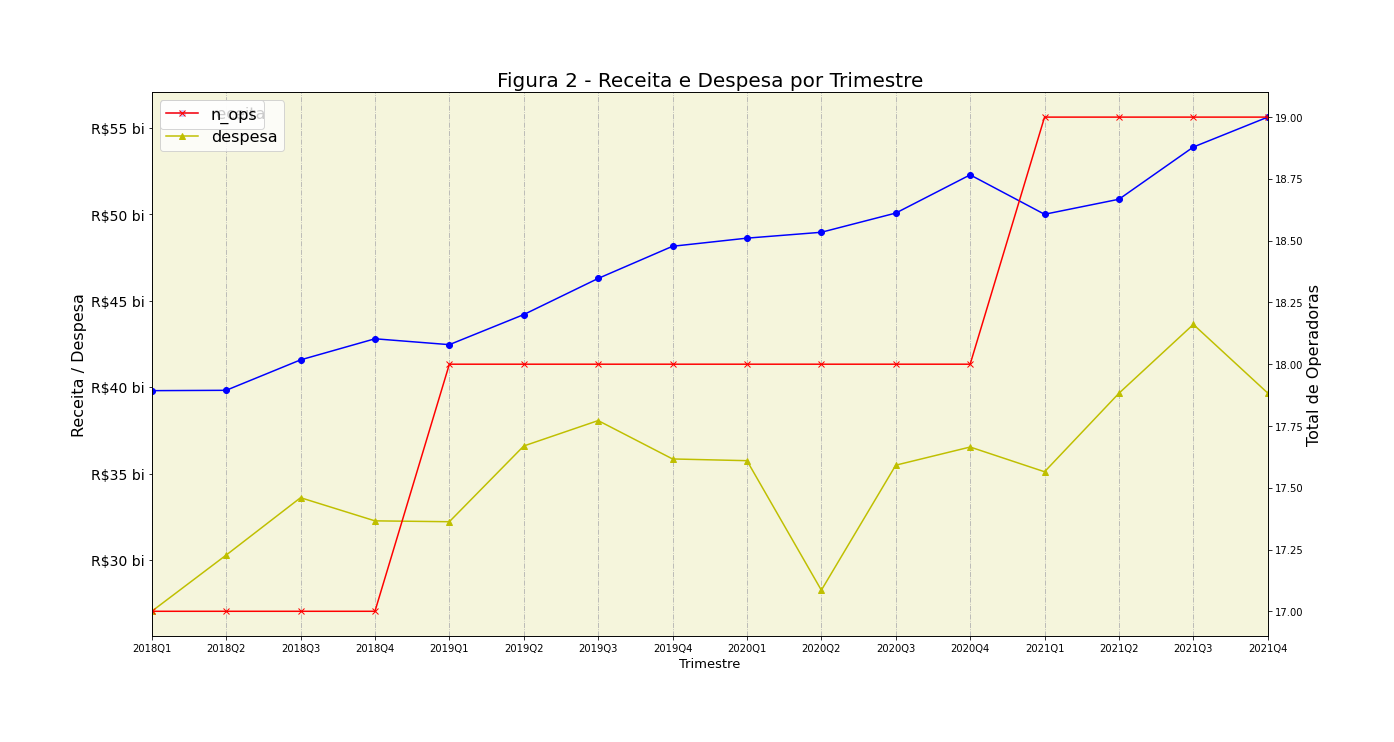 Figura 2 - Receita e Despesa por Trimestre
n_ops
despesa
R$55 bi
R$50 bi
R$45 bi
R$40 bi
R$35 bi
R$30 bi
Receita / Despesa
19.00
18.75
18.50
18.25
18.00
17.75
17.50
17.25
17.00
Total de Operadoras
2018Q1 2018Q2 2018Q3 2018Q4 2019Q1 2019Q2 2019Q3 2019Q4 2020Q1 2020Q2 2020Q3 2020Q4 2021Q1 2021Q2 2021Q3 2021Q4
Trimestre